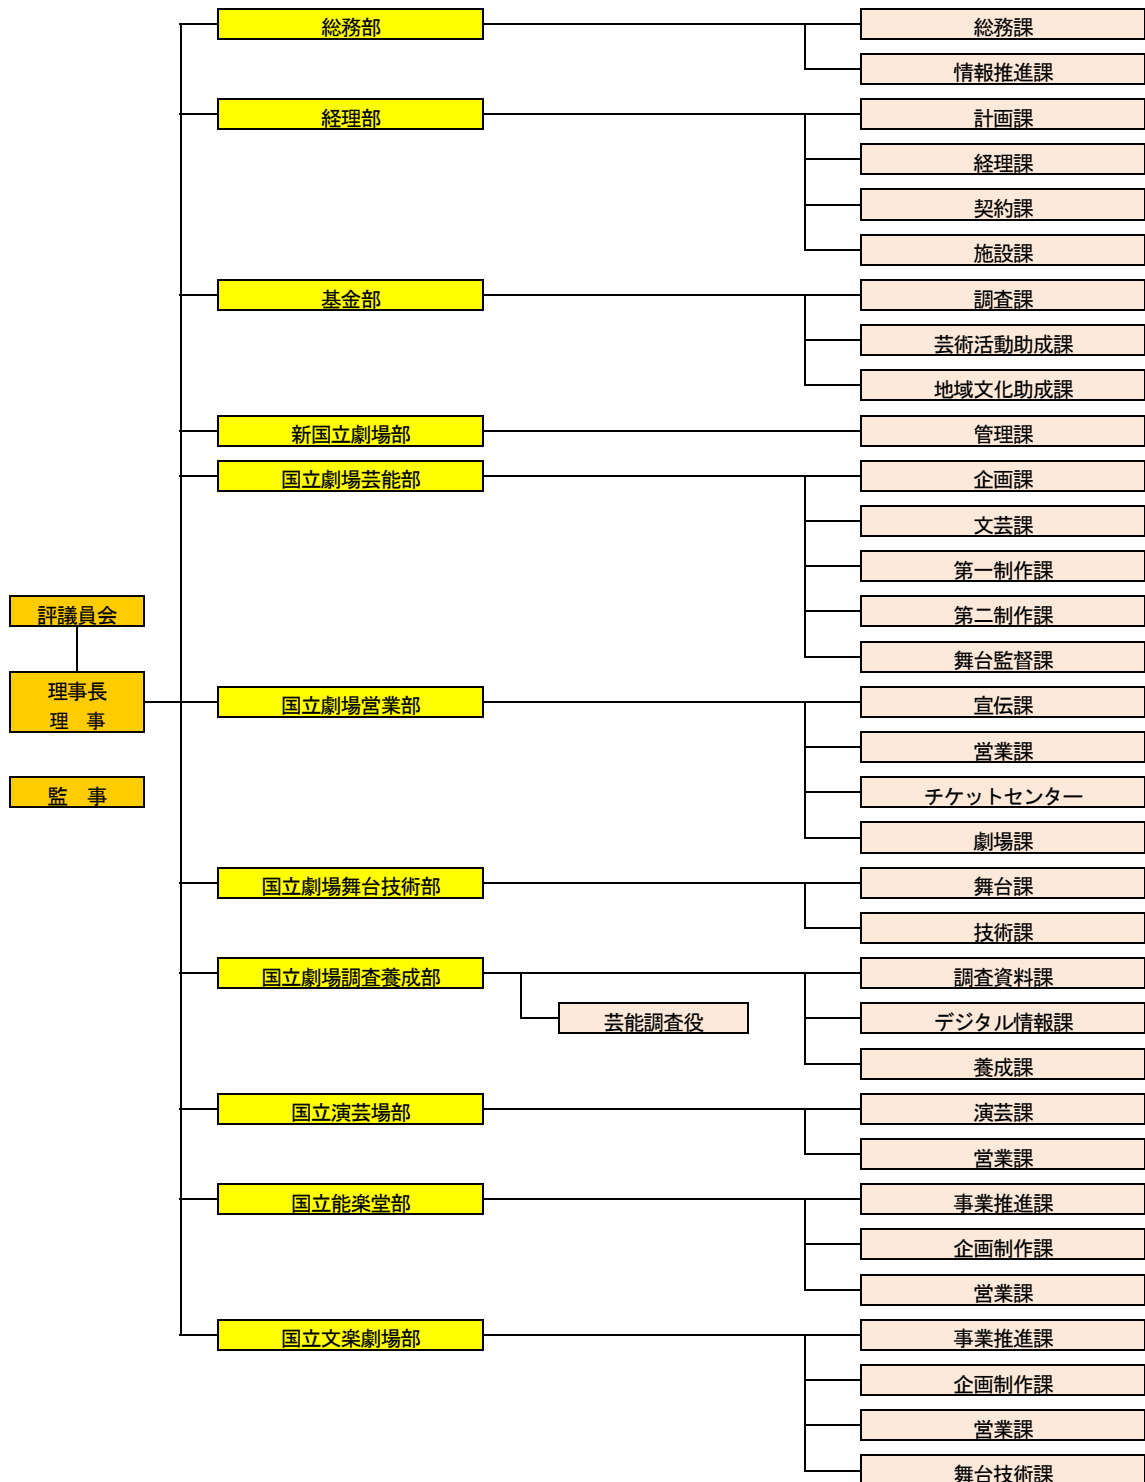 評議員会
理事長
理　事
監　事
総務部
総務課
情報推進課
経理部
計画課
経理課
契約課
施設課
基金部
調査課
芸術活動助成課
地域文化助成課
新国立劇場部
管理課
国立劇場芸能部
企画課
文芸課
第一制作課
第二制作課
舞台監督課
国立劇場営業部
宣伝課
営業課
チケットセンター
劇場課
国立劇場舞台技術部
舞台課
技術課
国立劇場調査養成部
芸能調査役
調査資料課
デジタル情報課
養成課
国立演芸場部
演芸課
営業課
国立能楽堂部
事業推進課
企画制作課
営業課
国立文楽劇場部
事業推進課
企画制作課
営業課
舞台技術課